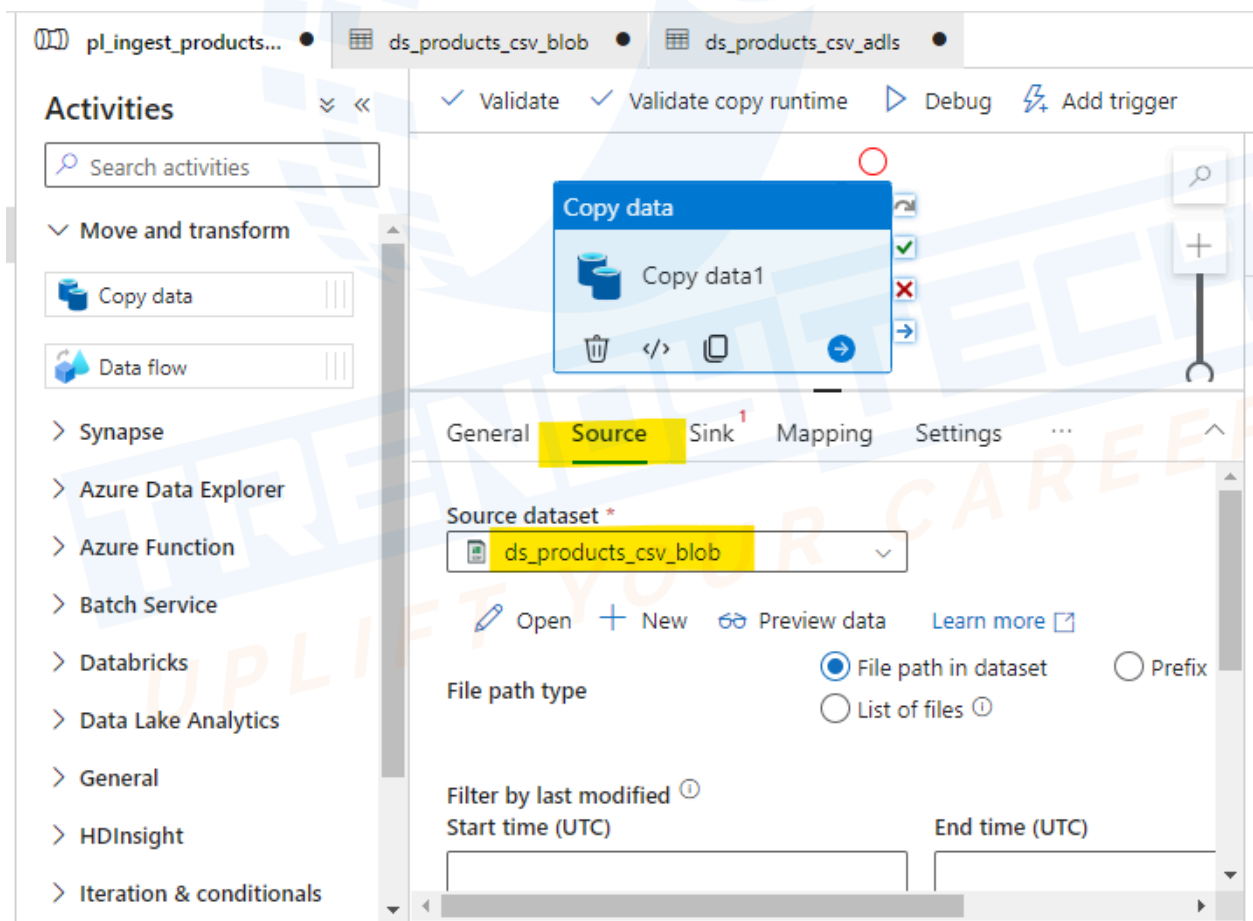 pl_ingest_products... ds_products_csv_blob ds_products_csv_adls
Activities
Search activities
Move and transform
Copy data
Data flow
Synapse
Azure Data Explorer
Azure Function
Batch Service
Databricks
Data Lake Analytics
General
HDInsight
Iteration & conditionals
Validate Validate copy runtime Debug Add trigger
Copy data
Copy data1
General Source Sink 1 Mapping Settings ...
Source dataset *
ds_products_csv_blob
Open New Preview data Learn more
File path type
File path in dataset Prefix
List of files
Filter by last modified
Start time (UTC) End time (UTC)
TRENDYTECH
UPLIFT YOUR CAREER